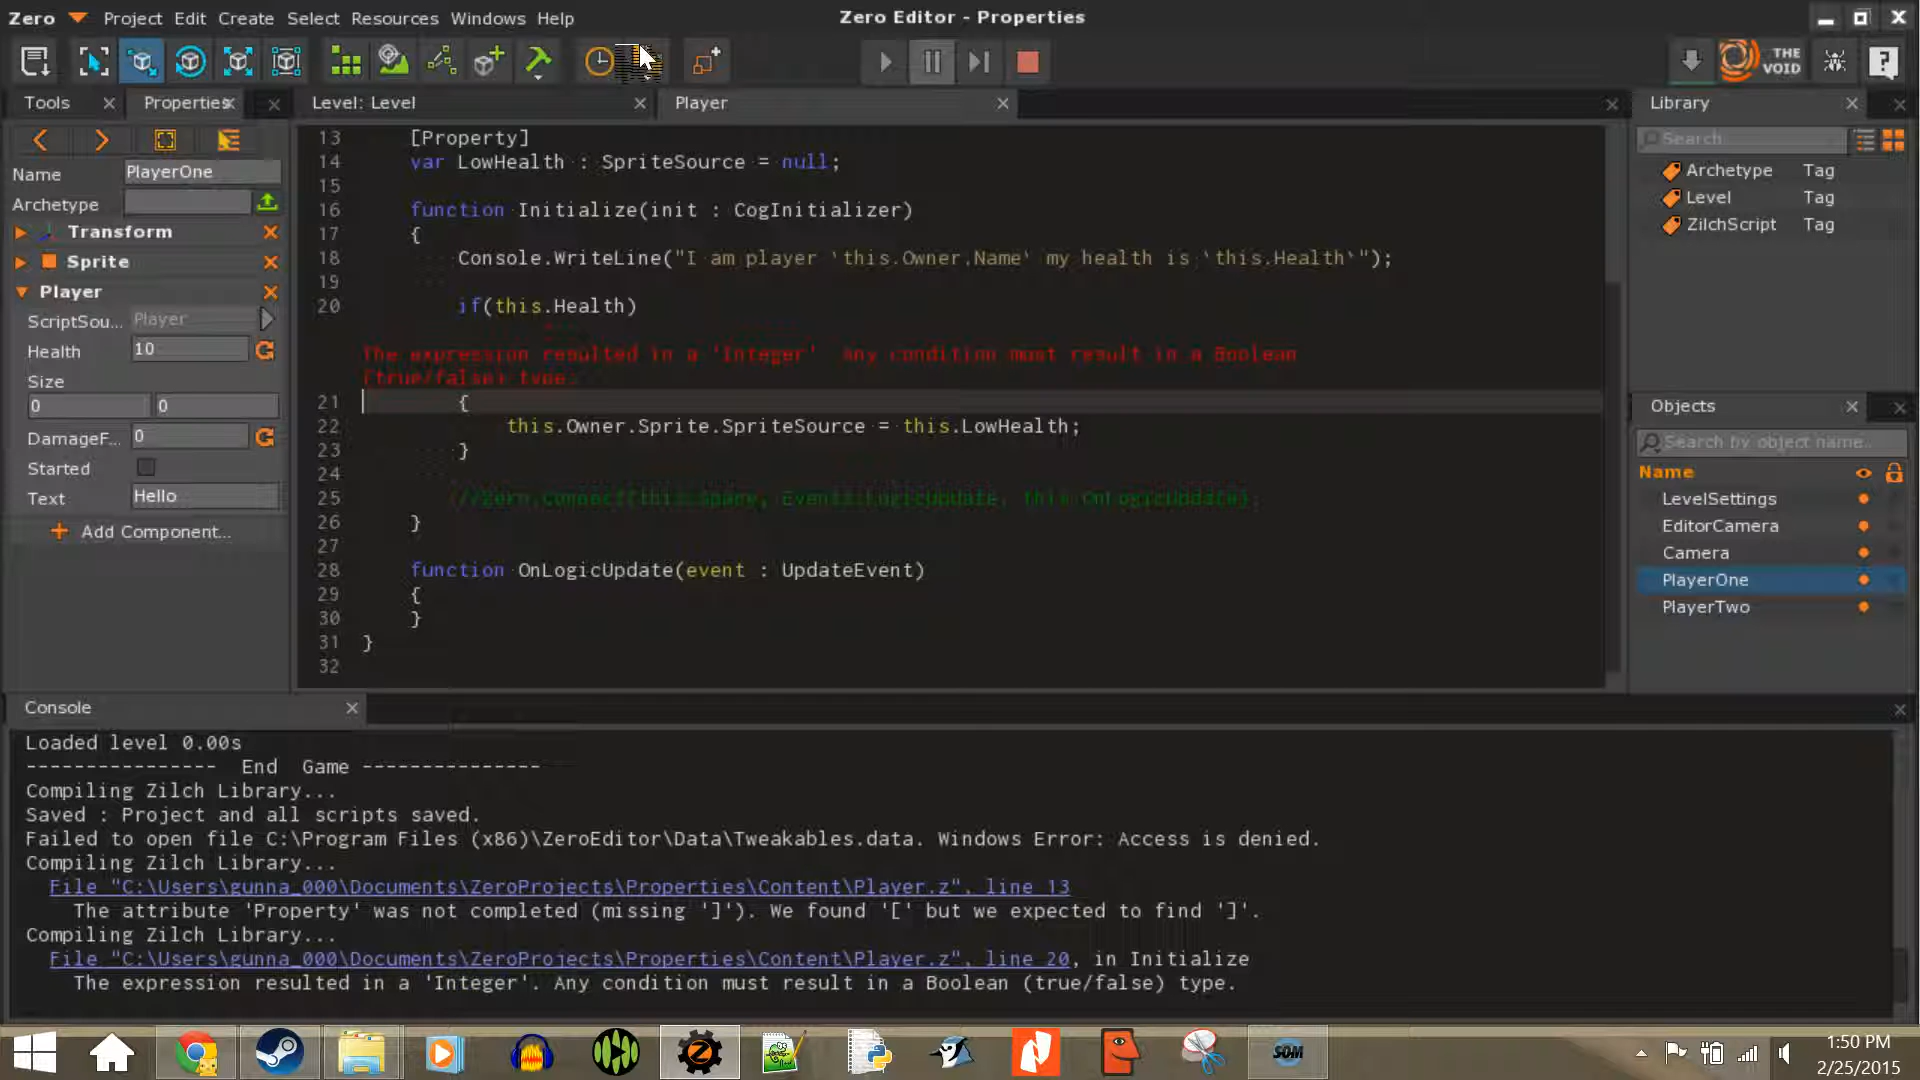 Zero Project Edit Create Select Resources Windows Help
Zero Editor - Properties
THE VOID
Tools
Properties
Level: Level
Player
Library
Name PlayerOne
Archetype
Transform
Sprite
Player
ScriptSou... Player
Health 10
Size
0 0
DamageF... 0
Started
Text Hello
Add Component...
13 [Property]
14 var LowHealth : SpriteSource = null;
15
16 function Initialize(init : CogInitializer)
17 {
18 Console.WriteLine("I am player `this.Owner.Name` my health is `this.Health`");
19
20 if(this.Health)
The expression resulted in a 'Integer'. Any condition must result in a Boolean
(true/false) type.
21 {
22 this.Owner.Sprite.SpriteSource = this.LowHealth;
23 }
24
25 //Zero.Connect(this.Space, Events.LogicUpdate, this.OnLogicUpdate);
26 }
27
28 function OnLogicUpdate(event : UpdateEvent)
29 {
30 }
31 }
32
Search
Archetype Tag
Level Tag
ZilchScript Tag
Objects
Search by object name...
Name
LevelSettings
EditorCamera
Camera
PlayerOne
PlayerTwo
Console
Loaded level 0.00s
---------------- End Game ---------------
Compiling Zilch Library...
Saved : Project and all scripts saved.
Failed to open file C:\Program Files (x86)\ZeroEditor\Data\Tweakables.data. Windows Error: Access is denied.
Compiling Zilch Library...
File "C:\Users\gunna_000\Documents\ZeroProjects\Properties\Content\Player.z", line 13
The attribute 'Property' was not completed (missing ']'). We found '[' but we expected to find ']'.
Compiling Zilch Library...
File "C:\Users\gunna_000\Documents\ZeroProjects\Properties\Content\Player.z", line 20, in Initialize
The expression resulted in a 'Integer'. Any condition must result in a Boolean (true/false) type.
SOM
1:50 PM
2/25/2015